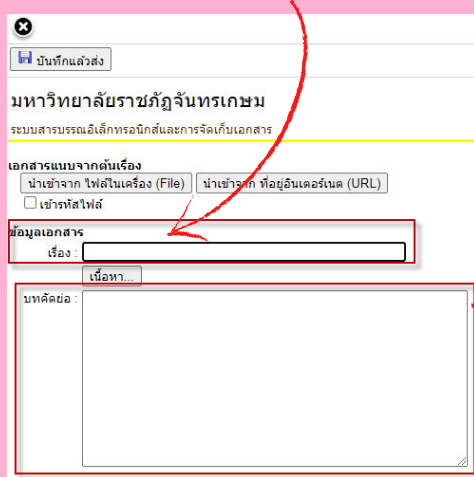 บันทึกแล้วส่ง
มหาวิทยาลัยราชภัฏจันทรเกษม
ระบบสารบรรณอิเล็กทรอนิกส์และการจัดเก็บเอกสาร
เอกสารแนบจากต้นเรื่อง
นำเข้าจาก ไฟล์ในเครื่อง (File) นำเข้าจาก ที่อยู่อินเตอร์เนต (URL)
เข้ารหัสไฟล์
ข้อมูลเอกสาร
เรื่อง :
เนื้อหา...
บทคัดย่อ :